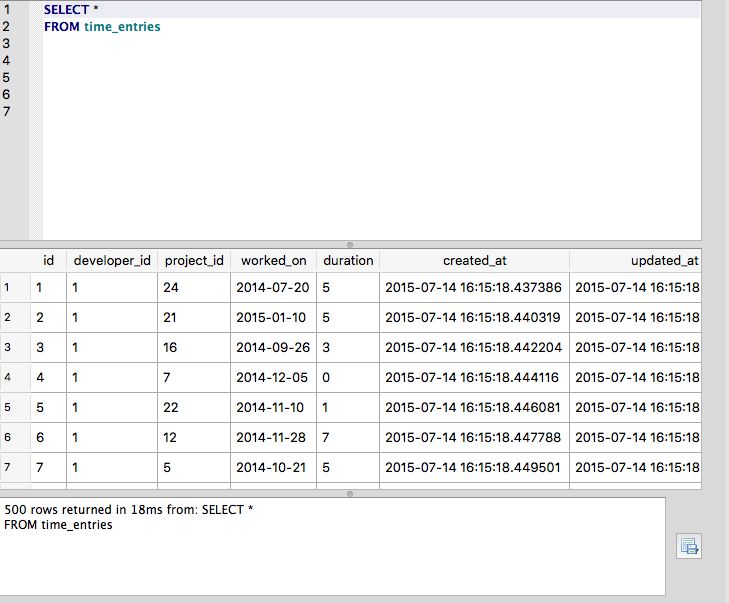 1 SELECT *
2 FROM time_entries
3
4
5
6
7
id developer_id project_id worked_on duration created_at updated_at
1 1 1 24 2014-07-20 5 2015-07-14 16:15:18.437386 2015-07-14 16:15:18
2 2 1 21 2015-01-10 5 2015-07-14 16:15:18.440319 2015-07-14 16:15:18
3 3 1 16 2014-09-26 3 2015-07-14 16:15:18.442204 2015-07-14 16:15:18
4 4 1 7 2014-12-05 0 2015-07-14 16:15:18.444116 2015-07-14 16:15:18
5 5 1 22 2014-11-10 1 2015-07-14 16:15:18.446081 2015-07-14 16:15:18
6 6 1 12 2014-11-28 7 2015-07-14 16:15:18.447788 2015-07-14 16:15:18
7 7 1 5 2014-10-21 5 2015-07-14 16:15:18.449501 2015-07-14 16:15:18
500 rows returned in 18ms from: SELECT *
FROM time_entries